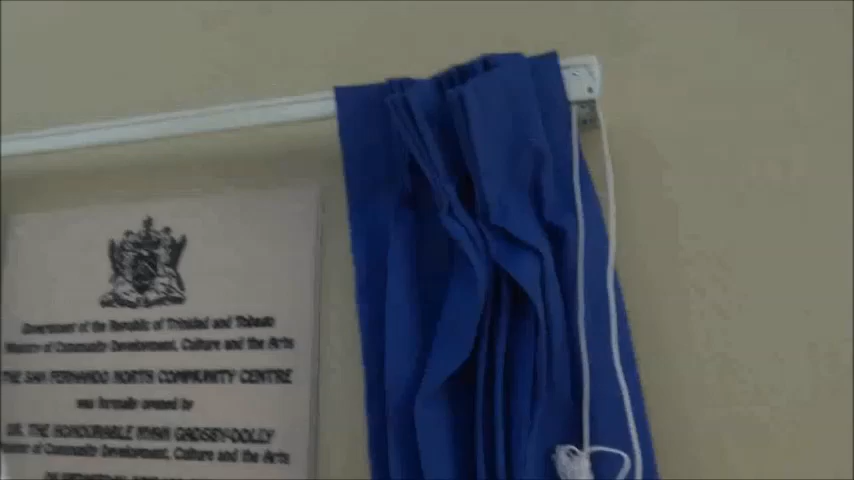 Government of the Republic of Trinidad and Tobago
Ministry of Community Development, Culture and the Arts
THE SAN FERNANDO NORTH COMMUNITY CENTRE
was formally opened by
DR. THE HONOURABLE NYAN GADSBY-DOLLY
Minister of Community Development, Culture and the Arts